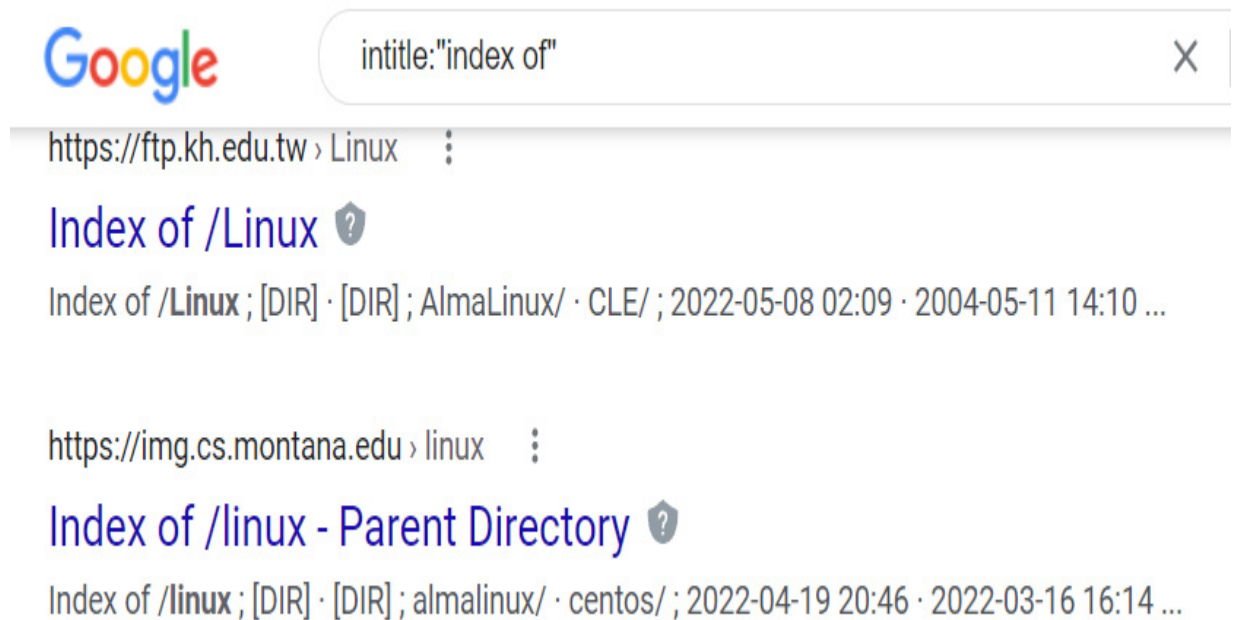 Google
intitle:"index of"
https://ftp.kh.edu.tw › Linux
Index of /Linux
Index of /Linux ; [DIR] · [DIR] ; AlmaLinux/ · CLE/ ; 2022-05-08 02:09 · 2004-05-11 14:10 ...
https://img.cs.montana.edu › linux
Index of /linux - Parent Directory
Index of /linux ; [DIR] · [DIR] ; almalinux/ · centos/ ; 2022-04-19 20:46 · 2022-03-16 16:14 ...